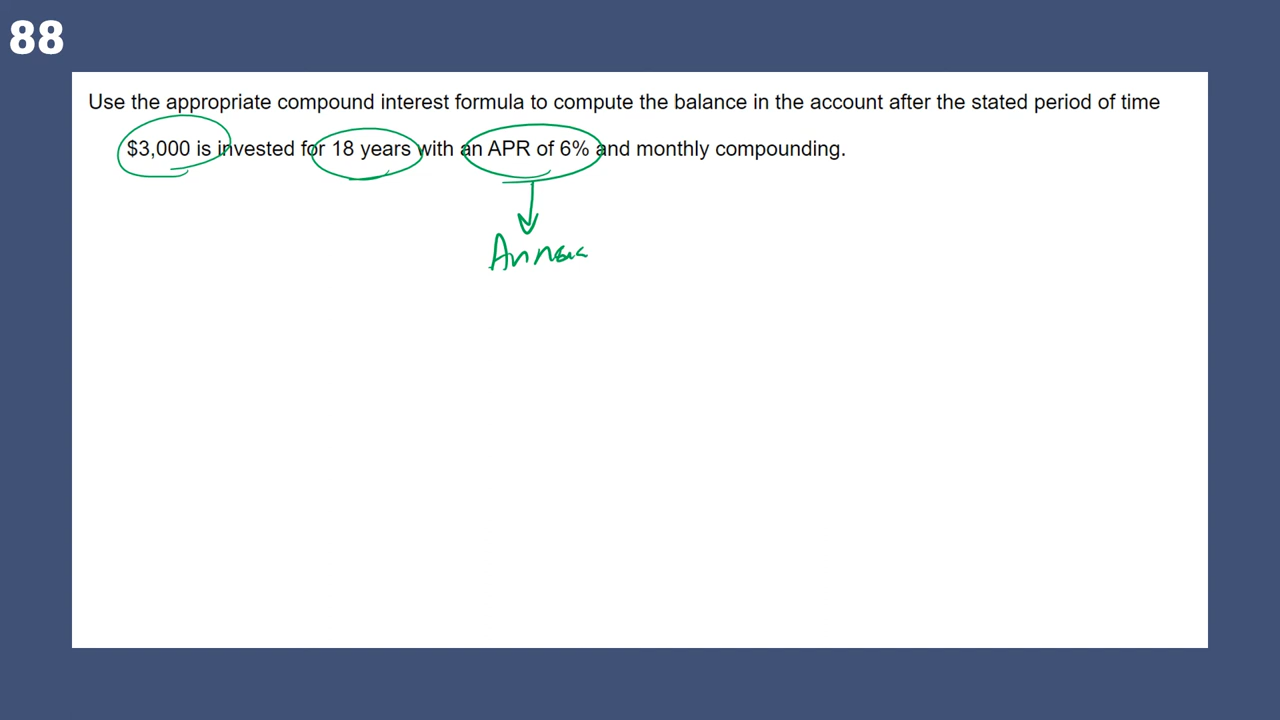 88
Use the appropriate compound interest formula to compute the balance in the account after the stated period of time
$3,000 is invested for 18 years with an APR of 6% and monthly compounding.